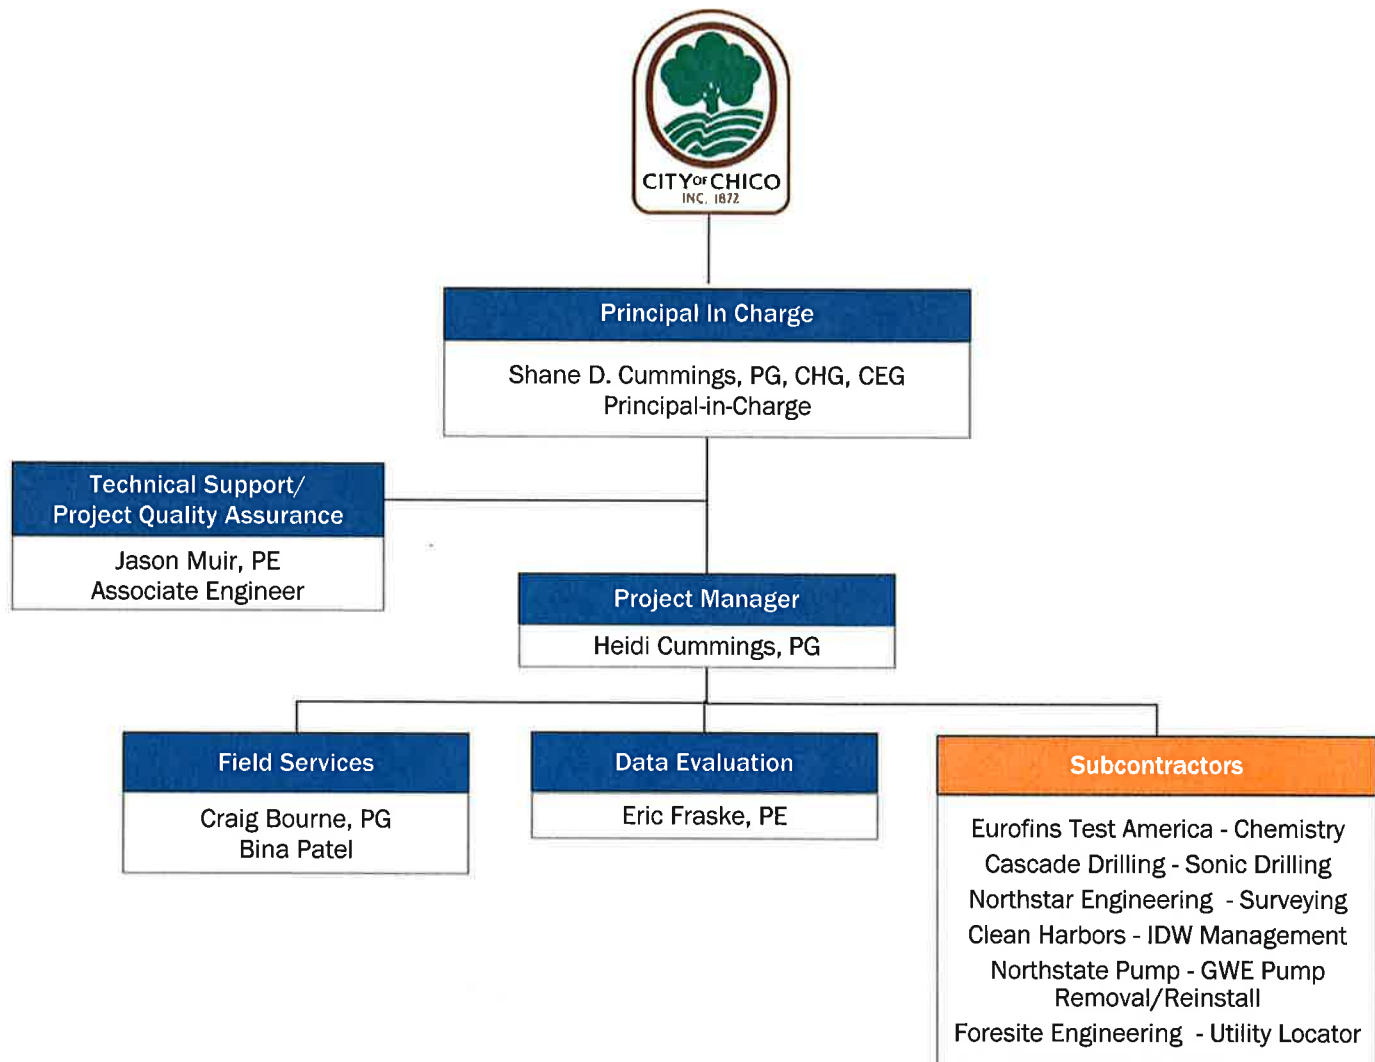 CITY OF CHICO
INC. 1872
Principal In Charge
Shane D. Cummings, PG, CHG, CEG
Principal-in-Charge
Technical Support/
Project Quality Assurance
Jason Muir, PE
Associate Engineer
Project Manager
Heidi Cummings, PG
Field Services
Craig Bourne, PG
Bina Patel
Data Evaluation
Eric Fraske, PE
Subcontractors
Eurofins Test America - Chemistry
Cascade Drilling - Sonic Drilling
Northstar Engineering - Surveying
Clean Harbors - IDW Management
Northstate Pump - GWE Pump
Removal/Reinstall
Foresite Engineering - Utility Locator